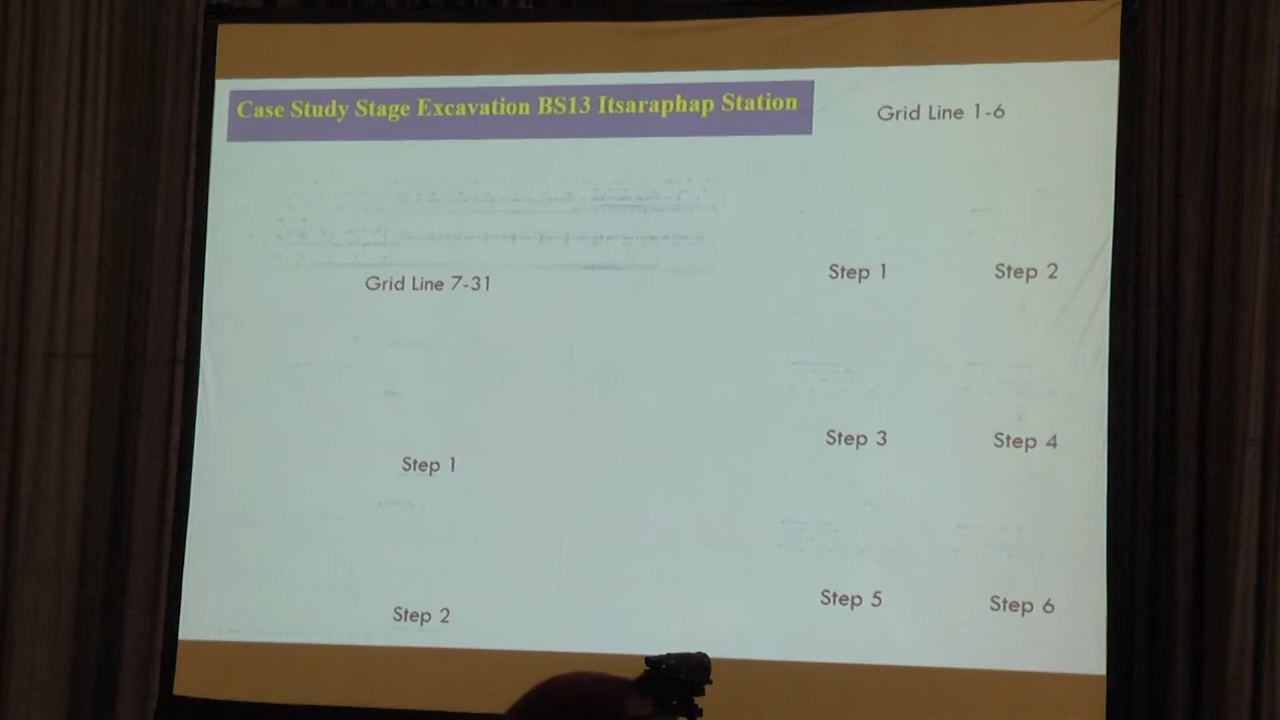 Case Study Stage Excavation BS13 Itsaraphap Station
Grid Line 1-6
Grid Line 7-31
Step 1
Step 2
Step 1
Step 2
Step 3
Step 4
Step 5
Step 6